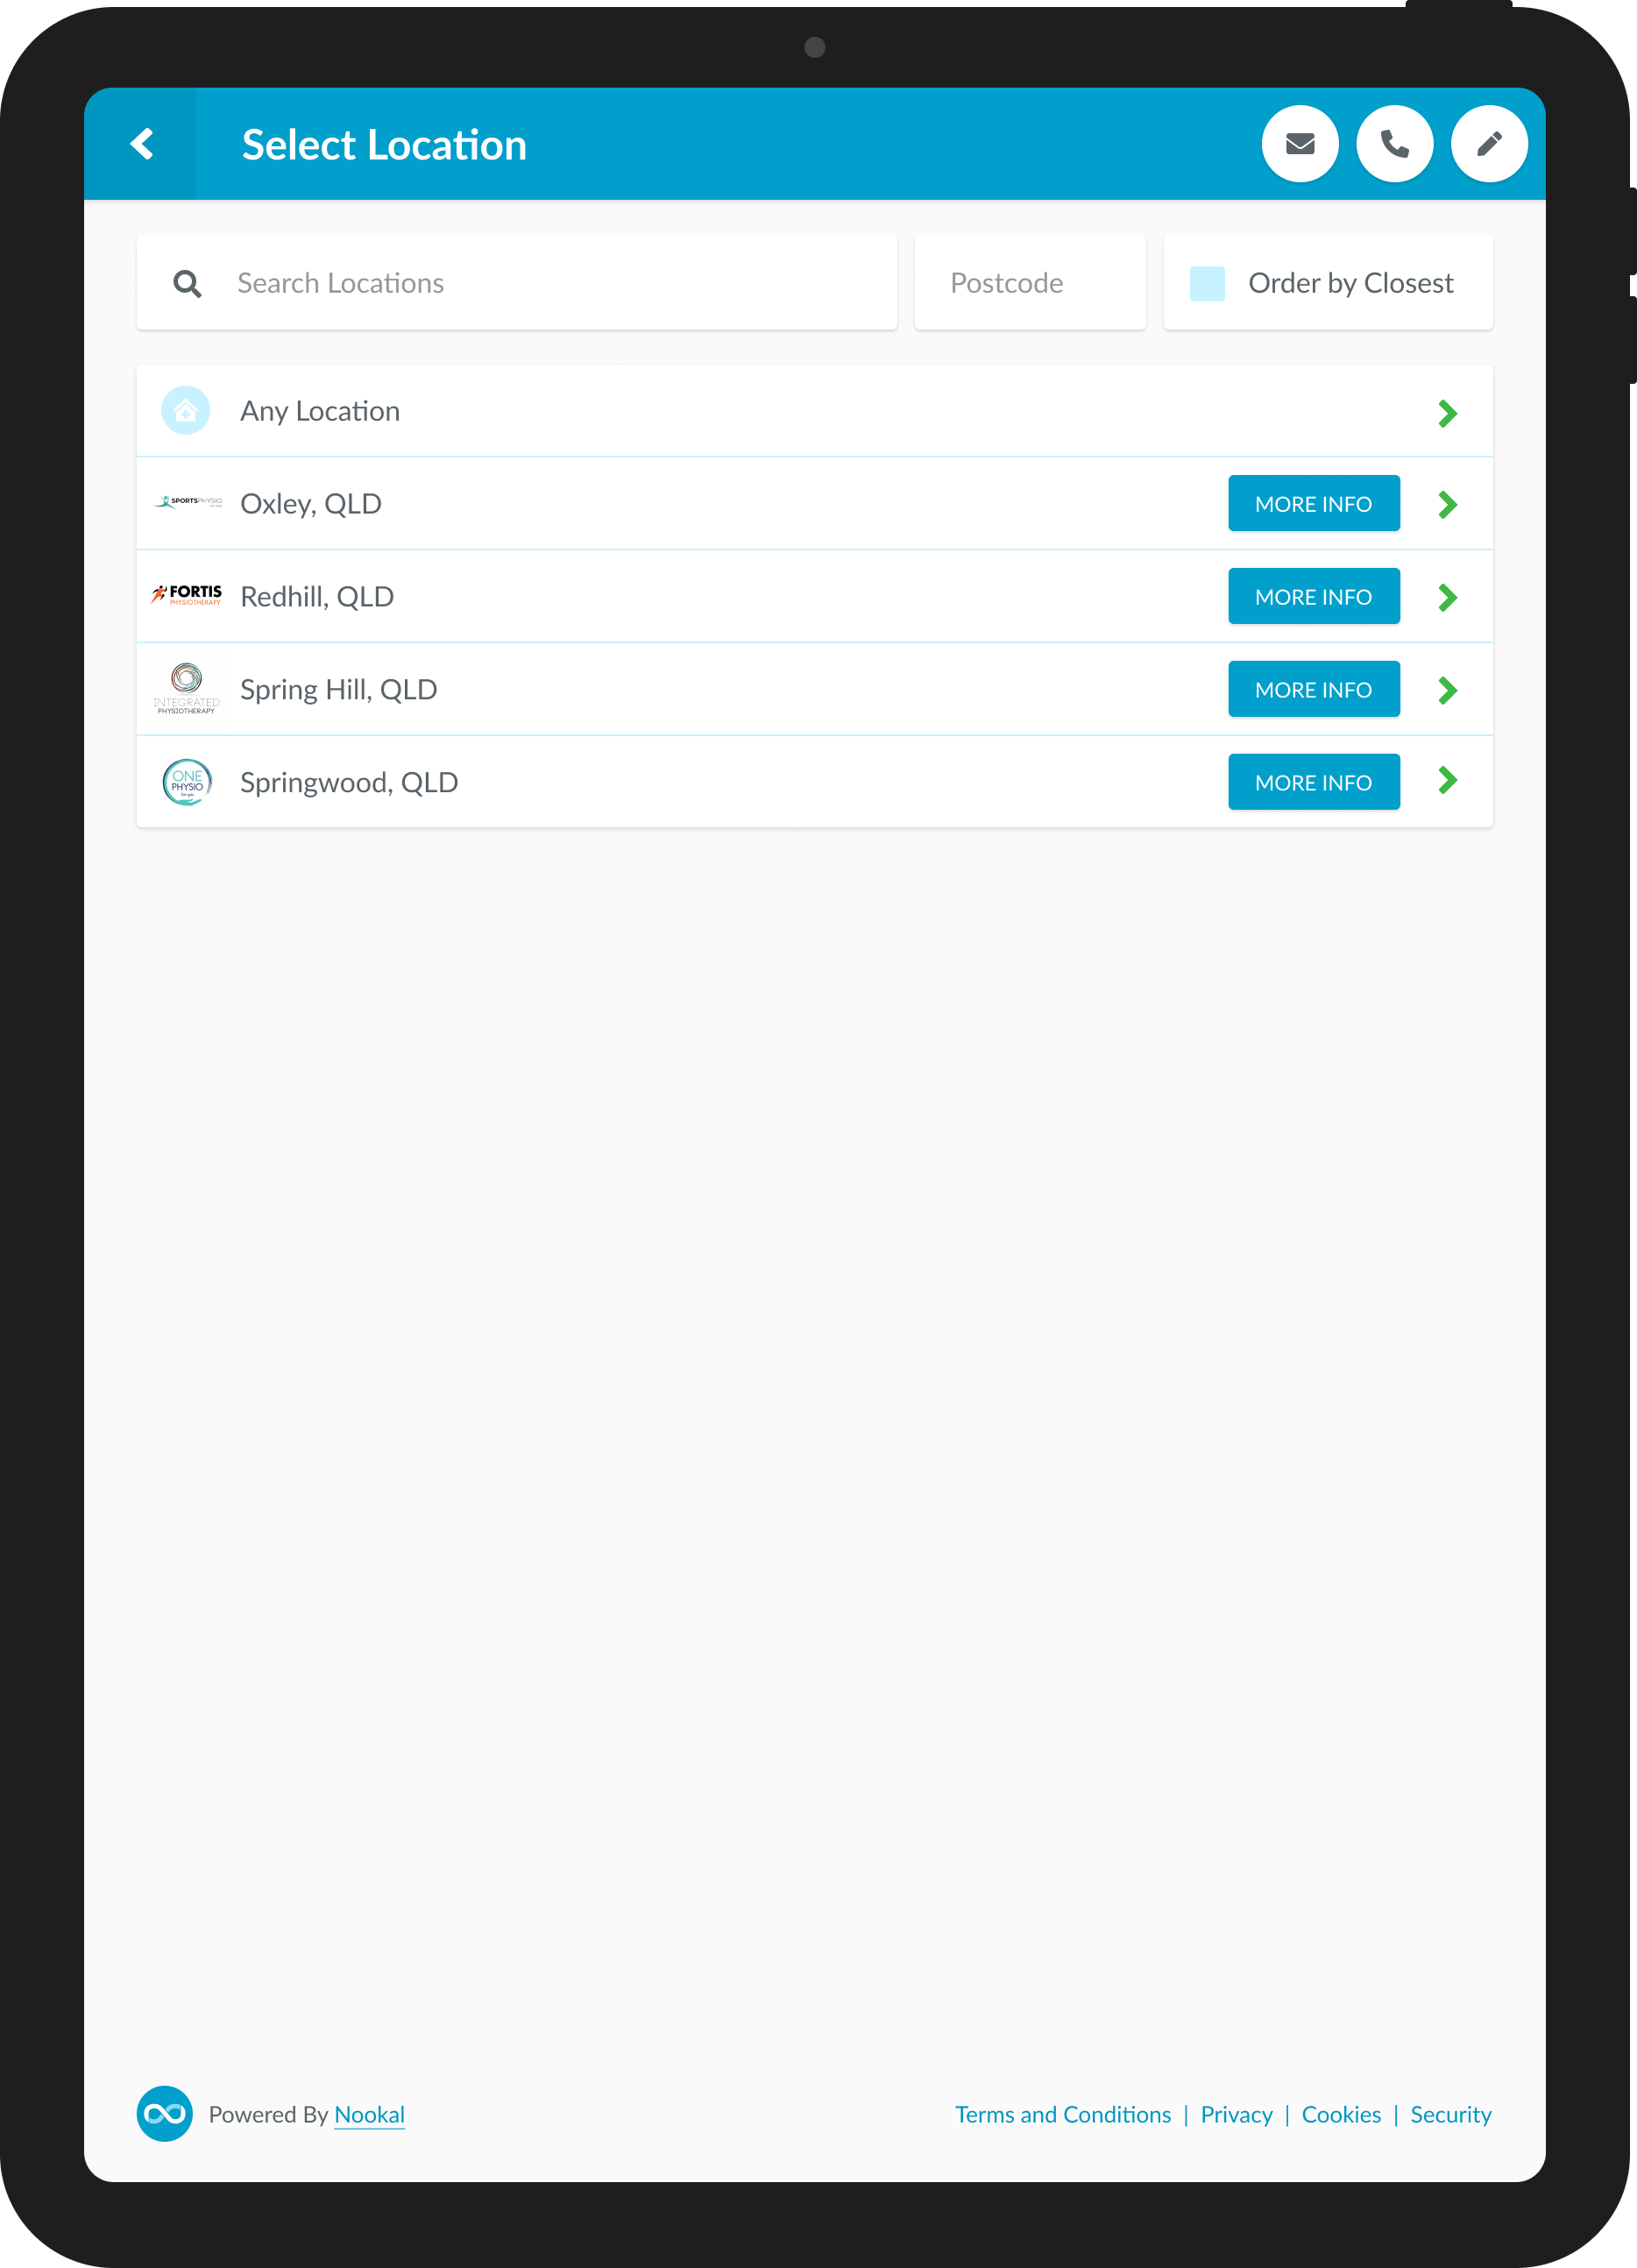 Select Location
Search Locations
Postcode
Order by Closest
Any Location
SPORTSPHYSIO
Oxley, QLD
MORE INFO
FORTIS
PHYSIOTHERAPY
Redhill, QLD
MORE INFO
INTEGRATED
PHYSIOTHERAPY
Spring Hill, QLD
MORE INFO
ONE
PHYSIO
for you
Springwood, QLD
MORE INFO
Powered By Nookal
Terms and Conditions | Privacy | Cookies | Security